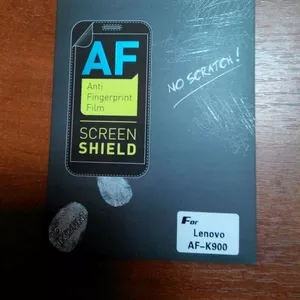 AF
Anti
Fingerprint
Film
SCREEN
SHIELD
NO SCRATCH!
For
Lenovo
AF-K900